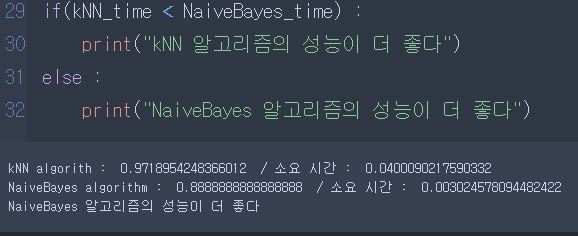 29 if(kNN_time < NaiveBayes_time) :
30     print("kNN 알고리즘의 성능이 더 좋다")
31 else :
32     print("NaiveBayes 알고리즘의 성능이 더 좋다")
kNN algorith :  0.9718954248366012  / 소요 시간 :  0.0400090217590332
NaiveBayes algorithm :  0.8888888888888888  / 소요 시간 :  0.003024578094482422
NaiveBayes 알고리즘의 성능이 더 좋다